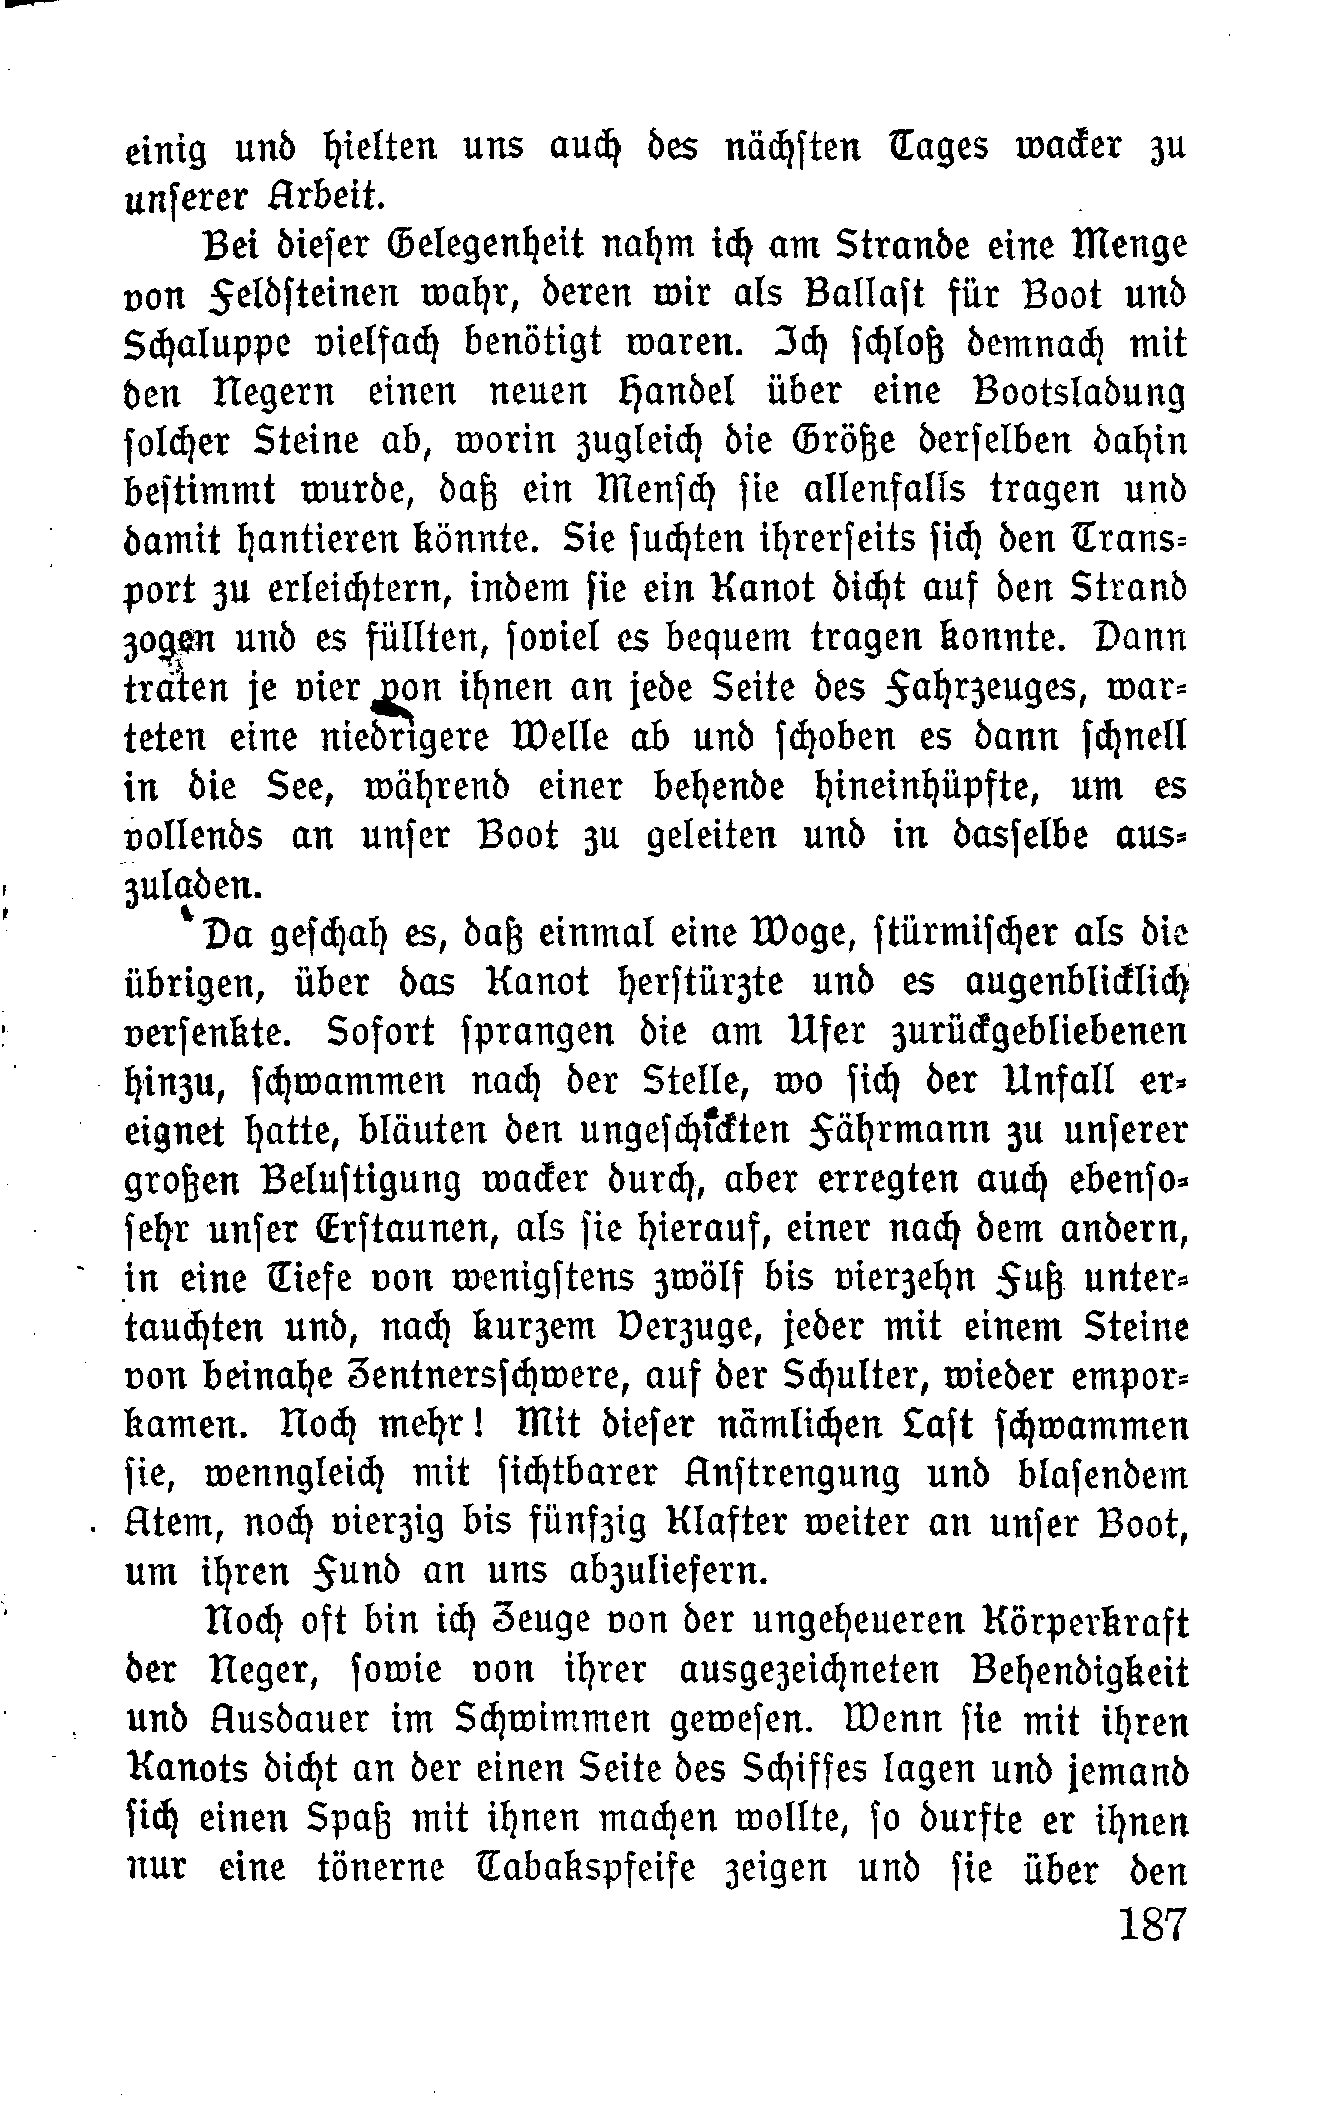 einig und hielten uns auch des nächsten Tages wacker zu
unserer Arbeit.
Bei dieser Gelegenheit nahm ich am Strande eine Menge
von Feldsteinen wahr, deren wir als Ballast für Boot und
Schaluppe vielfach benötigt waren. Ich schloß demnach mit
den Negern einen neuen Handel über eine Bootsladung
solcher Steine ab, worin zugleich die Größe derselben dahin
bestimmt wurde, daß ein Mensch sie allenfalls tragen und
damit hantieren könnte. Sie suchten ihrerseits sich den Trans-
port zu erleichtern, indem sie ein Kanot dicht auf den Strand
zogen und es füllten, soviel es bequem tragen konnte. Dann
traten je vier von ihnen an jede Seite des Fahrzeuges, war-
teten eine niedrigere Welle ab und schoben es dann schnell
in die See, während einer behende hineinhüpfte, um es
vollends an unser Boot zu geleiten und in dasselbe aus-
zuladen.
Da geschah es, daß einmal eine Woge, stürmischer als die
übrigen, über das Kanot herstürzte und es augenblicklich
versenkte. Sofort sprangen die am Ufer zurückgebliebenen
hinzu, schwammen nach der Stelle, wo sich der Unfall er-
eignet hatte, bläuten den ungeschickten Fährmann zu unserer
großen Belustigung wacker durch, aber erregten auch ebenso-
sehr unser Erstaunen, als sie hierauf, einer nach dem andern,
in eine Tiefe von wenigstens zwölf bis vierzehn Fuß unter-
tauchten und, nach kurzem Verzuge, jeder mit einem Steine
von beinahe Zentnersschwere, auf der Schulter, wieder empor-
kamen. Noch mehr! Mit dieser nämlichen Last schwammen
sie, wenngleich mit sichtbarer Anstrengung und blasendem
Atem, noch vierzig bis fünfzig Klafter weiter an unser Boot,
um ihren Fund an uns abzuliefern.
Noch oft bin ich Zeuge von der ungeheueren Körperkraft
der Neger, sowie von ihrer ausgezeichneten Behendigkeit
und Ausdauer im Schwimmen gewesen. Wenn sie mit ihren
Kanots dicht an der einen Seite des Schiffes lagen und jemand
sich einen Spaß mit ihnen machen wollte, so durfte er ihnen
nur eine tönerne Tabakspfeife zeigen und sie über den
187